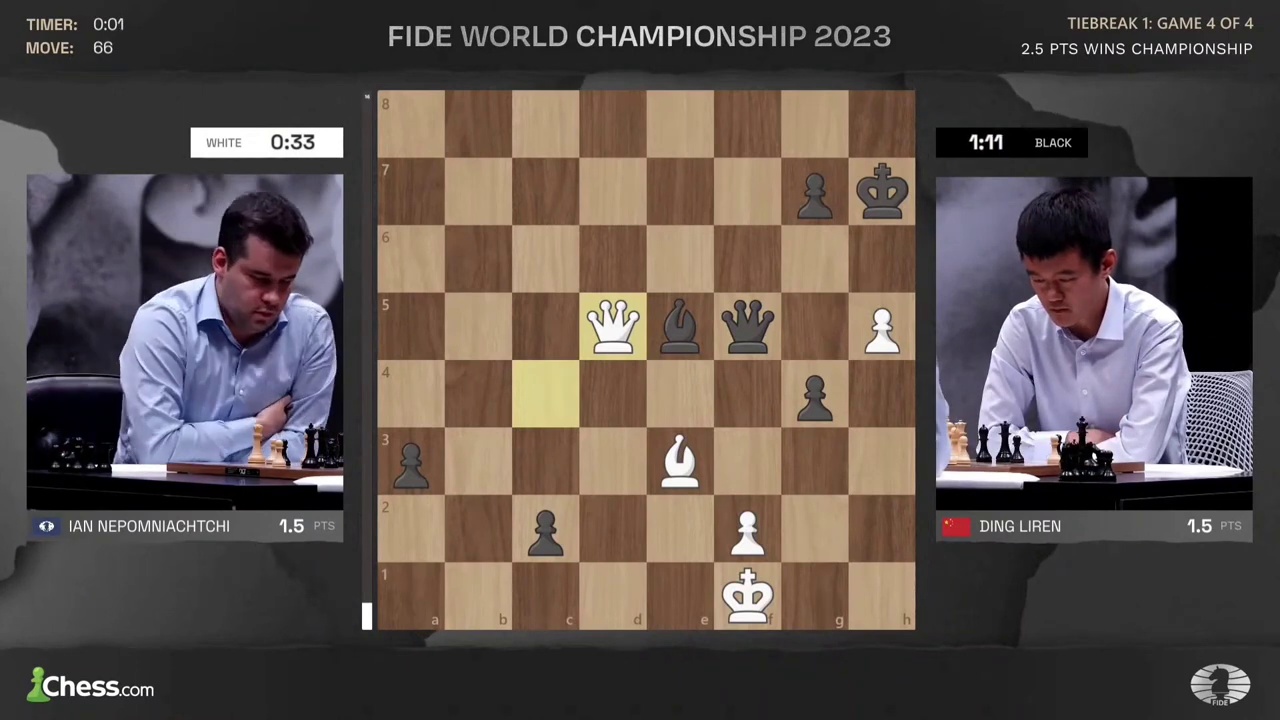 TIMER: 0:01
MOVE: 66
FIDE WORLD CHAMPIONSHIP 2023
TIEBREAK 1: GAME 4 OF 4
2.5 PTS WINS CHAMPIONSHIP
WHITE 0:33
1:11 BLACK
8
7
6
5
4
3
2
1
a b c d e f g h
IAN NEPOMNIACHTCHI 1.5 PTS
DING LIREN 1.5 PTS
Chess.com
FIDE